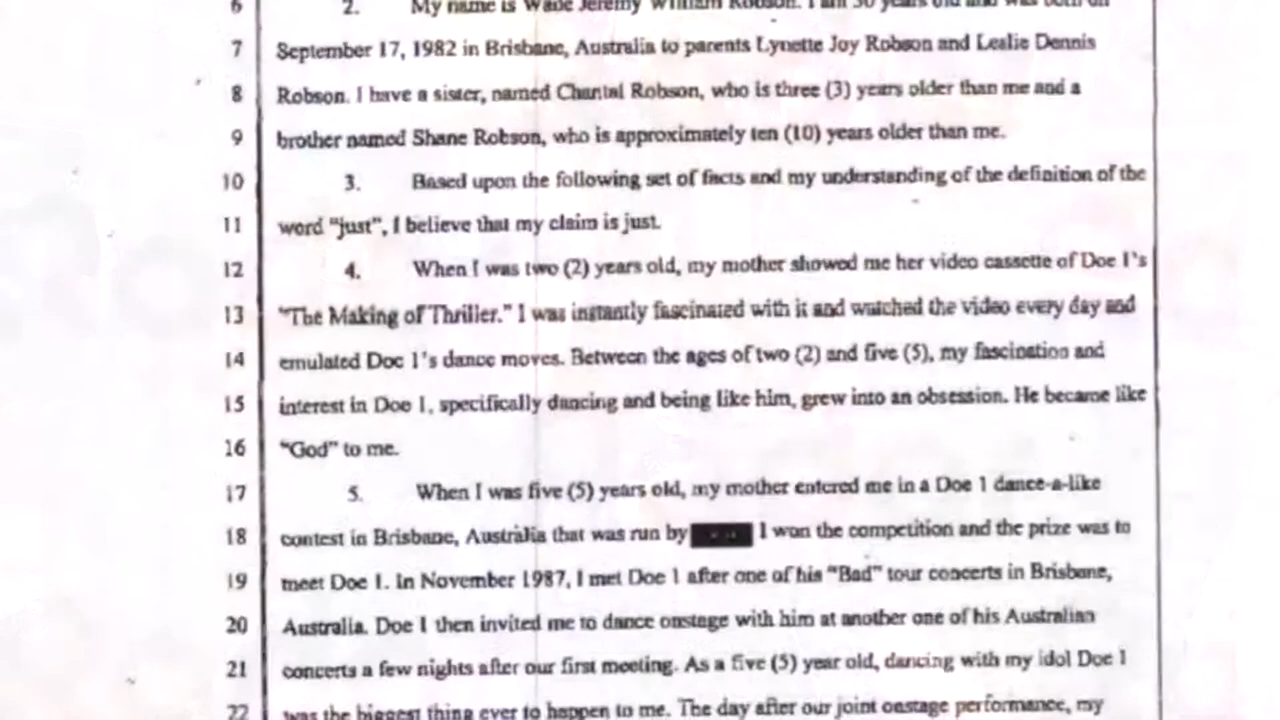 6 2. My name is Wade Jeremy William Robson. I am 30 years old and was born on
7 September 17, 1982 in Brisbane, Australia to parents Lynette Joy Robson and Leslie Dennis
8 Robson. I have a sister, named Chantal Robson, who is three (3) years older than me and a
9 brother named Shane Robson, who is approximately ten (10) years older than me.
10 3. Based upon the following set of facts and my understanding of the definition of the
11 word "just", I believe that my claim is just.
12 4. When I was two (2) years old, my mother showed me her video cassette of Doe 1's
13 "The Making of Thriller." I was instantly fascinated with it and watched the video every day and
14 emulated Doe 1's dance moves. Between the ages of two (2) and five (5), my fascination and
15 interest in Doe 1, specifically dancing and being like him, grew into an obsession. He became like
16 "God" to me.
17 5. When I was five (5) years old, my mother entered me in a Doe 1 dance-a-like
18 contest in Brisbane, Australia that was run by I won the competition and the prize was to
19 meet Doe 1. In November 1987, I met Doe 1 after one of his "Bad" tour concerts in Brisbane,
20 Australia. Doe 1 then invited me to dance onstage with him at another one of his Australian
21 concerts a few nights after our first meeting. As a five (5) year old, dancing with my idol Doe 1
22 was the biggest thing ever to happen to me. The day after our joint onstage performance, my